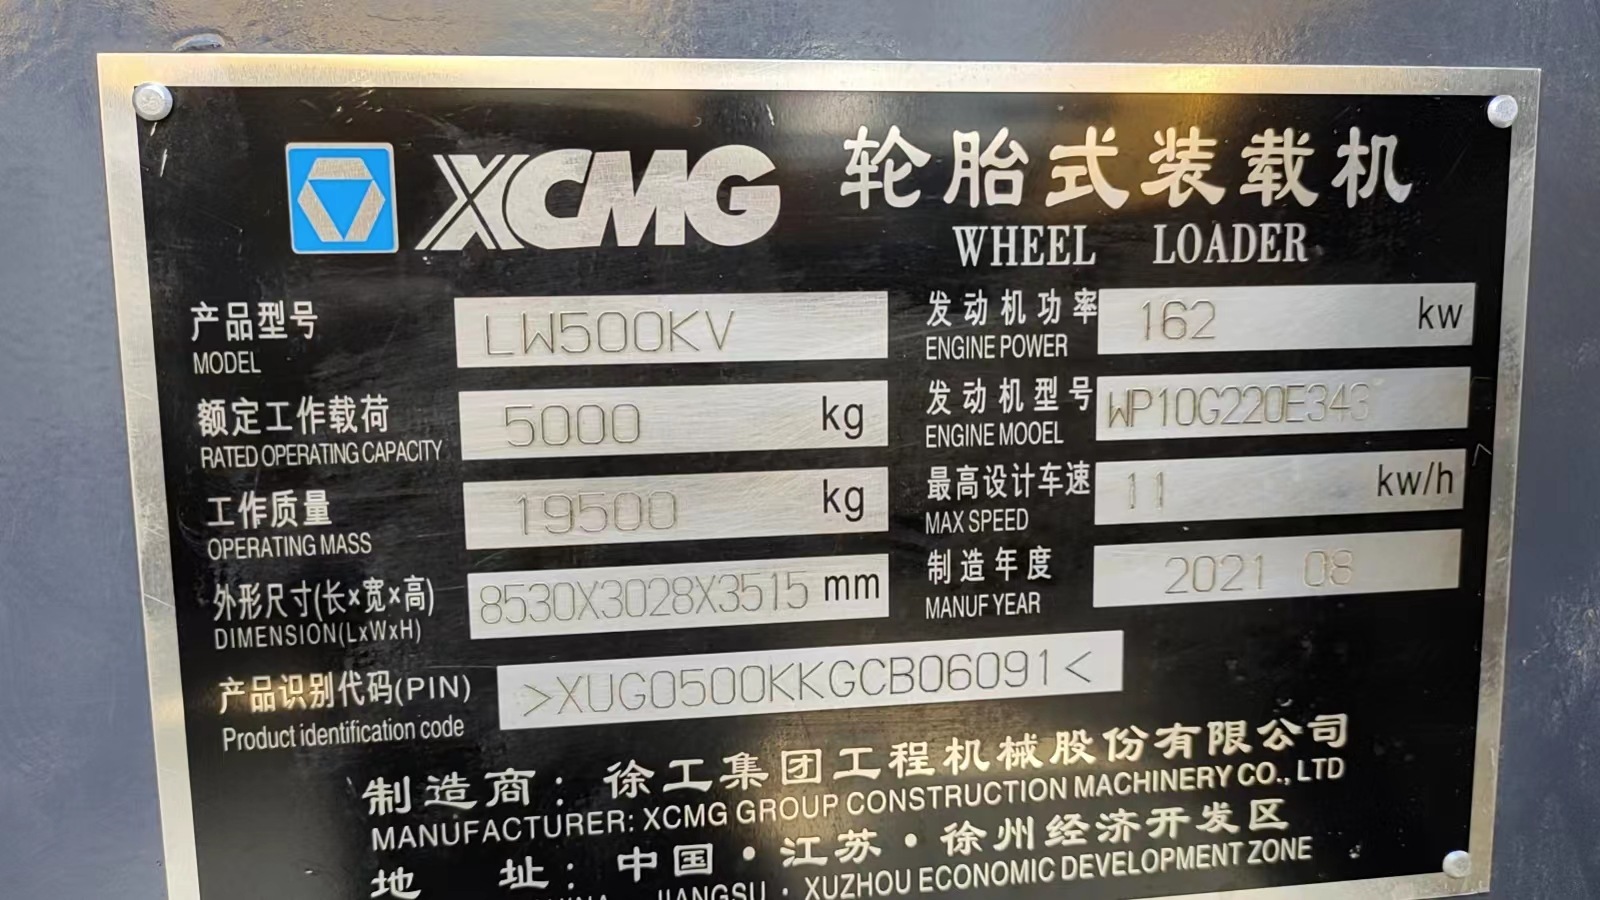 XCMG 轮胎式装载机
WHEEL LOADER
产品型号 LW500KV
MODEL
发动机功率 162 kw
ENGINE POWER
额定工作载荷 5000 kg
RATED OPERATING CAPACITY
发动机型号 WP10G220E343
ENGINE MOOEL
工作质量 19500 kg
OPERATING MASS
最高设计车速 11 kw/h
MAX SPEED
外形尺寸(长×宽×高) 8530X3028X3515 mm
DIMENSION(LxWxH)
制造年度 2021 08
MANUF YEAR
产品识别代码(PIN) >XUG0500KKGCB06091<
Product identification code
制造商：徐工集团工程机械股份有限公司
MANUFACTURER: XCMG GROUP CONSTRUCTION MACHINERY CO., LTD
地 址：中国·江苏·徐州经济开发区
JIANGSU · XUZHOU ECONOMIC DEVELOPMENT ZONE